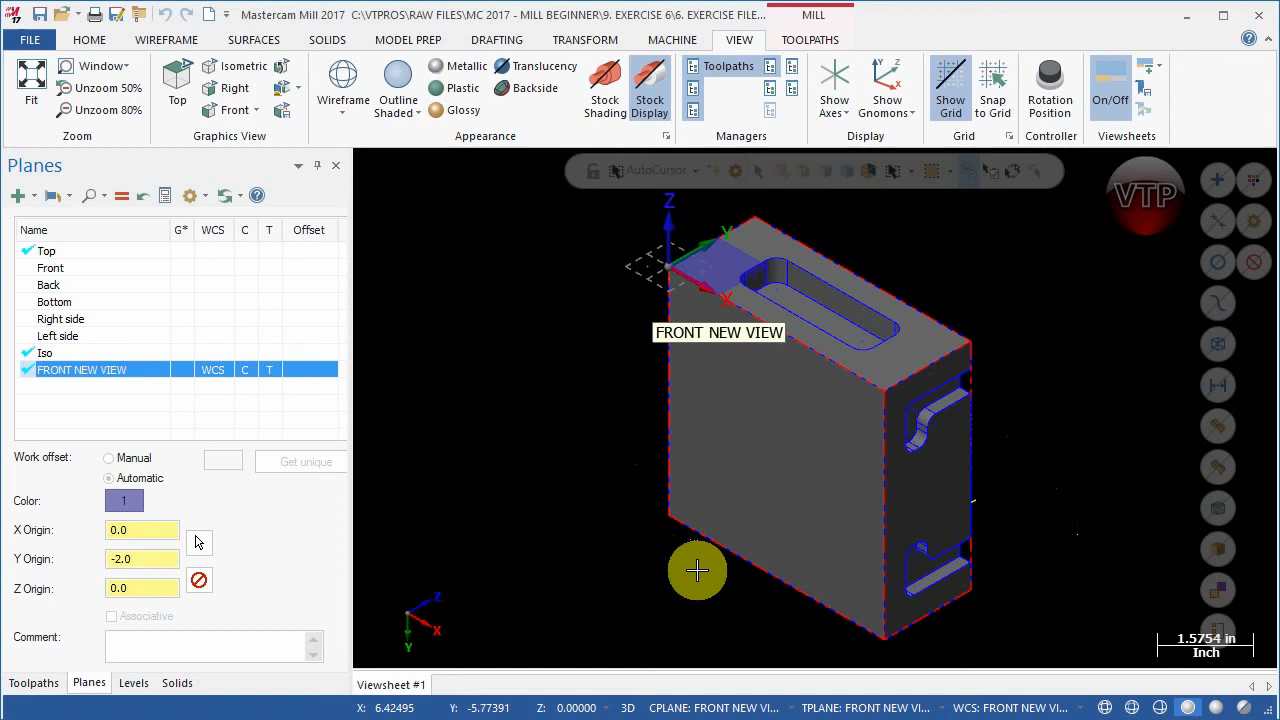 Mastercam Mill 2017 C:\VTPROS\RAW FILES\MC 2017 - MILL BEGINNER\9. EXERCISE 6\6. EXERCISE FILE...
MILL
FILE HOME WIREFRAME SURFACES SOLIDS MODEL PREP DRAFTING TRANSFORM MACHINE VIEW TOOLPATHS
Fit
Window
Unzoom 50%
Unzoom 80%
Zoom
Top
Isometric
Right
Front
Graphics View
Wireframe
Outline Shaded
Metallic
Plastic
Glossy
Translucency
Backside
Stock Shading
Stock Display
Appearance
Toolpaths
Managers
Show Axes
Show Gnomons
Display
Show Grid
Snap to Grid
Grid
Rotation Position
Controller
On/Off
Viewsheets
Planes
Name G* WCS C T Offset
Top
Front
Back
Bottom
Right side
Left side
Iso
FRONT NEW VIEW WCS C T
Work offset: Manual Get unique
Automatic
Color: 1
X Origin: 0.0
Y Origin: -2.0
Z Origin: 0.0
Associative
Comment:
Toolpaths Planes Levels Solids
AutoCursor
VTP
Z
Y
X
FRONT NEW VIEW
Z
X
Y
1.5754 in
Inch
Viewsheet #1
X: 6.42495 Y: -5.77391 Z: 0.00000 3D CPLANE: FRONT NEW VI... TPLANE: FRONT NEW VI... WCS: FRONT NEW VI...